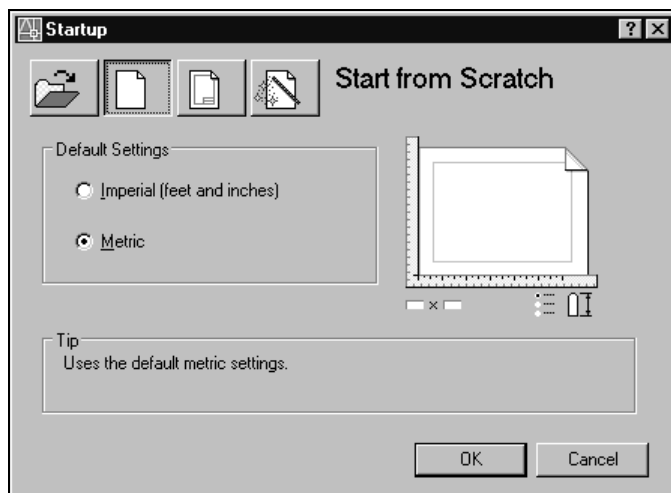 Startup
Start from Scratch
Default Settings
Imperial (feet and inches)
Metric
Tip
Uses the default metric settings.
OK
Cancel